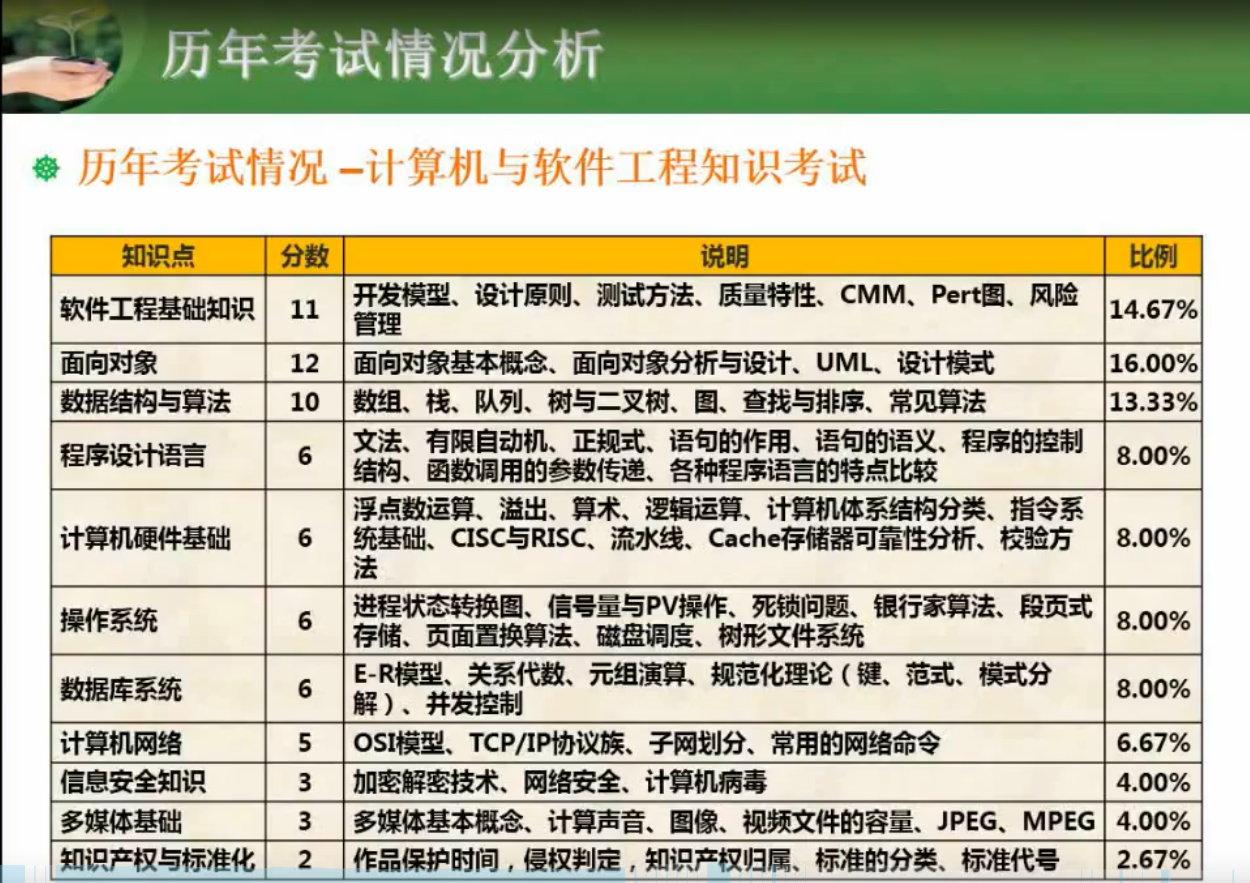 历年考试情况分析
历年考试情况 –计算机与软件工程知识考试
知识点 分数 说明 比例
软件工程基础知识 11 开发模型、设计原则、测试方法、质量特性、CMM、Pert图、风险
管理 14.67%
面向对象 12 面向对象基本概念、面向对象分析与设计、UML、设计模式 16.00%
数据结构与算法 10 数组、栈、队列、树与二叉树、图、查找与排序、常见算法 13.33%
程序设计语言 6 文法、有限自动机、正规式、语句的作用、语句的语义、程序的控制
结构、函数调用的参数传递、各种程序语言的特点比较 8.00%
计算机硬件基础 6 浮点数运算、溢出、算术、逻辑运算、计算机体系结构分类、指令系
统基础、CISC与RISC、流水线、Cache存储器可靠性分析、校验方
法 8.00%
操作系统 6 进程状态转换图、信号量与PV操作、死锁问题、银行家算法、段页式
存储、页面置换算法、磁盘调度、树形文件系统 8.00%
数据库系统 6 E-R模型、关系代数、元组演算、规范化理论（键、范式、模式分
解）、并发控制 8.00%
计算机网络 5 OSI模型、TCP/IP协议族、子网划分、常用的网络命令 6.67%
信息安全知识 3 加密解密技术、网络安全、计算机病毒 4.00%
多媒体基础 3 多媒体基本概念、计算声音、图像、视频文件的容量、JPEG、MPEG 4.00%
知识产权与标准化 2 作品保护时间，侵权判定，知识产权归属、标准的分类、标准代号 2.67%